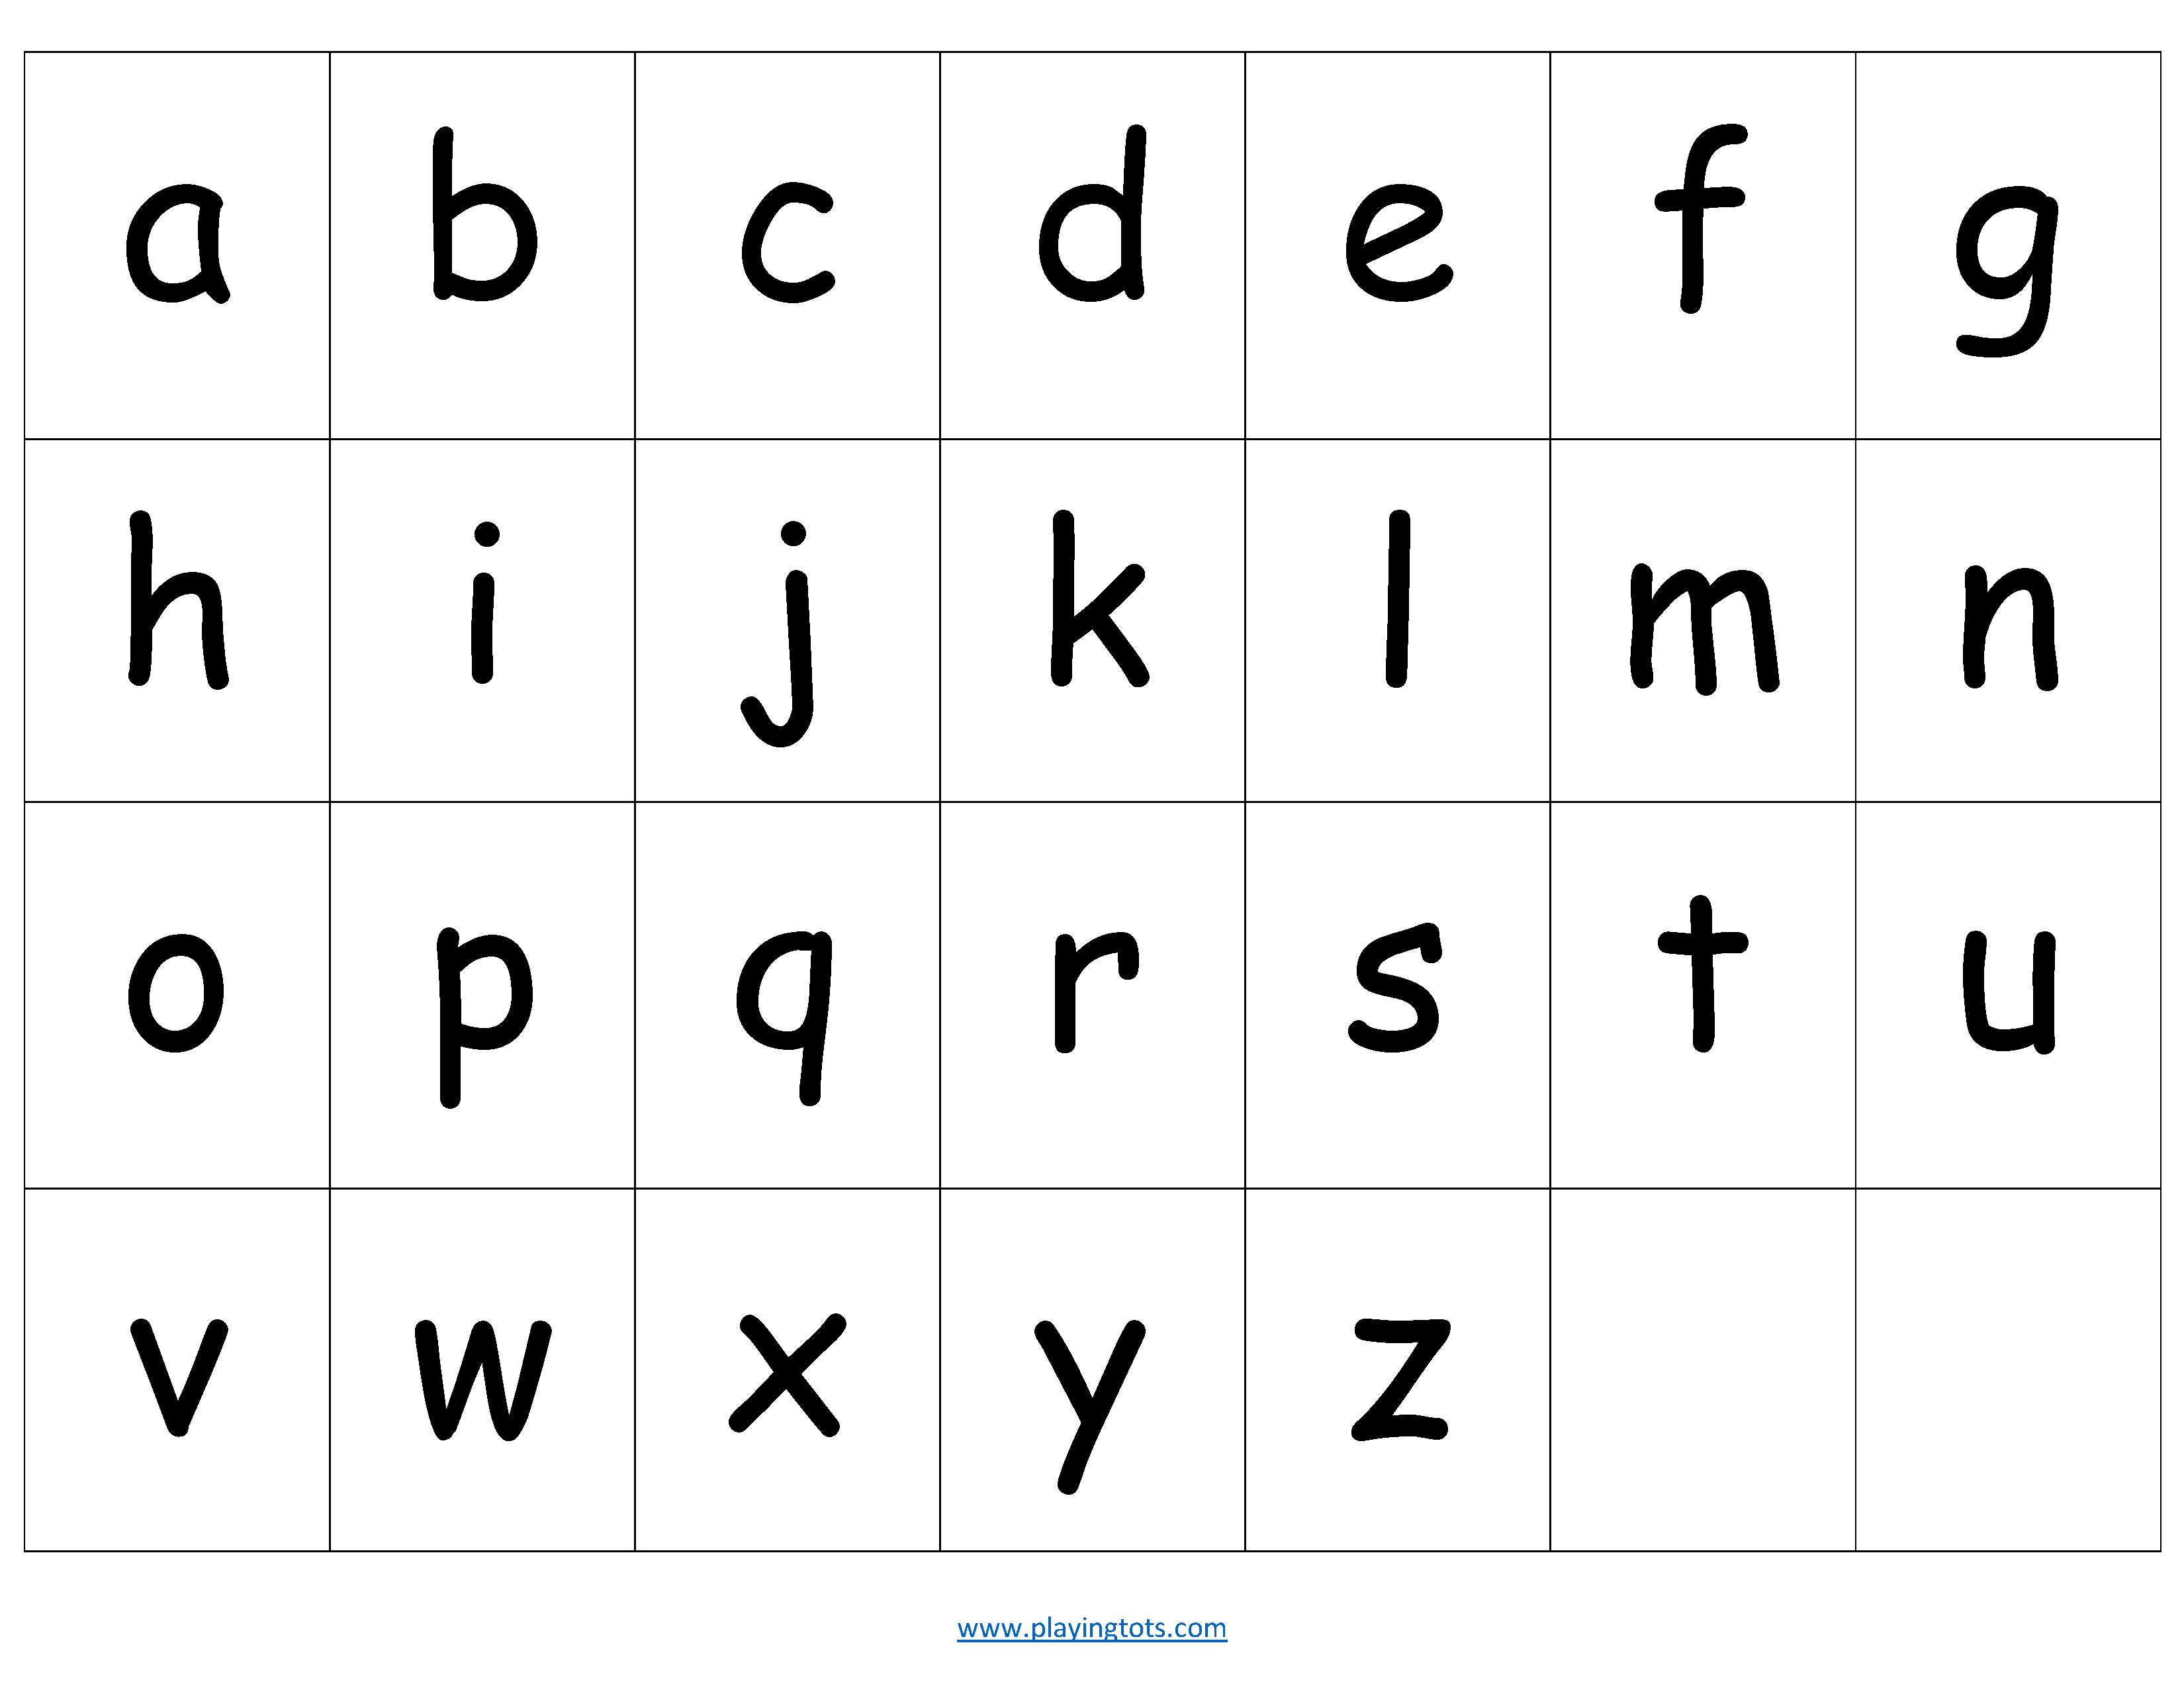 a b c d e f g
h i j k l m n
o p q r s t u
v w x y z
www.playingtots.com